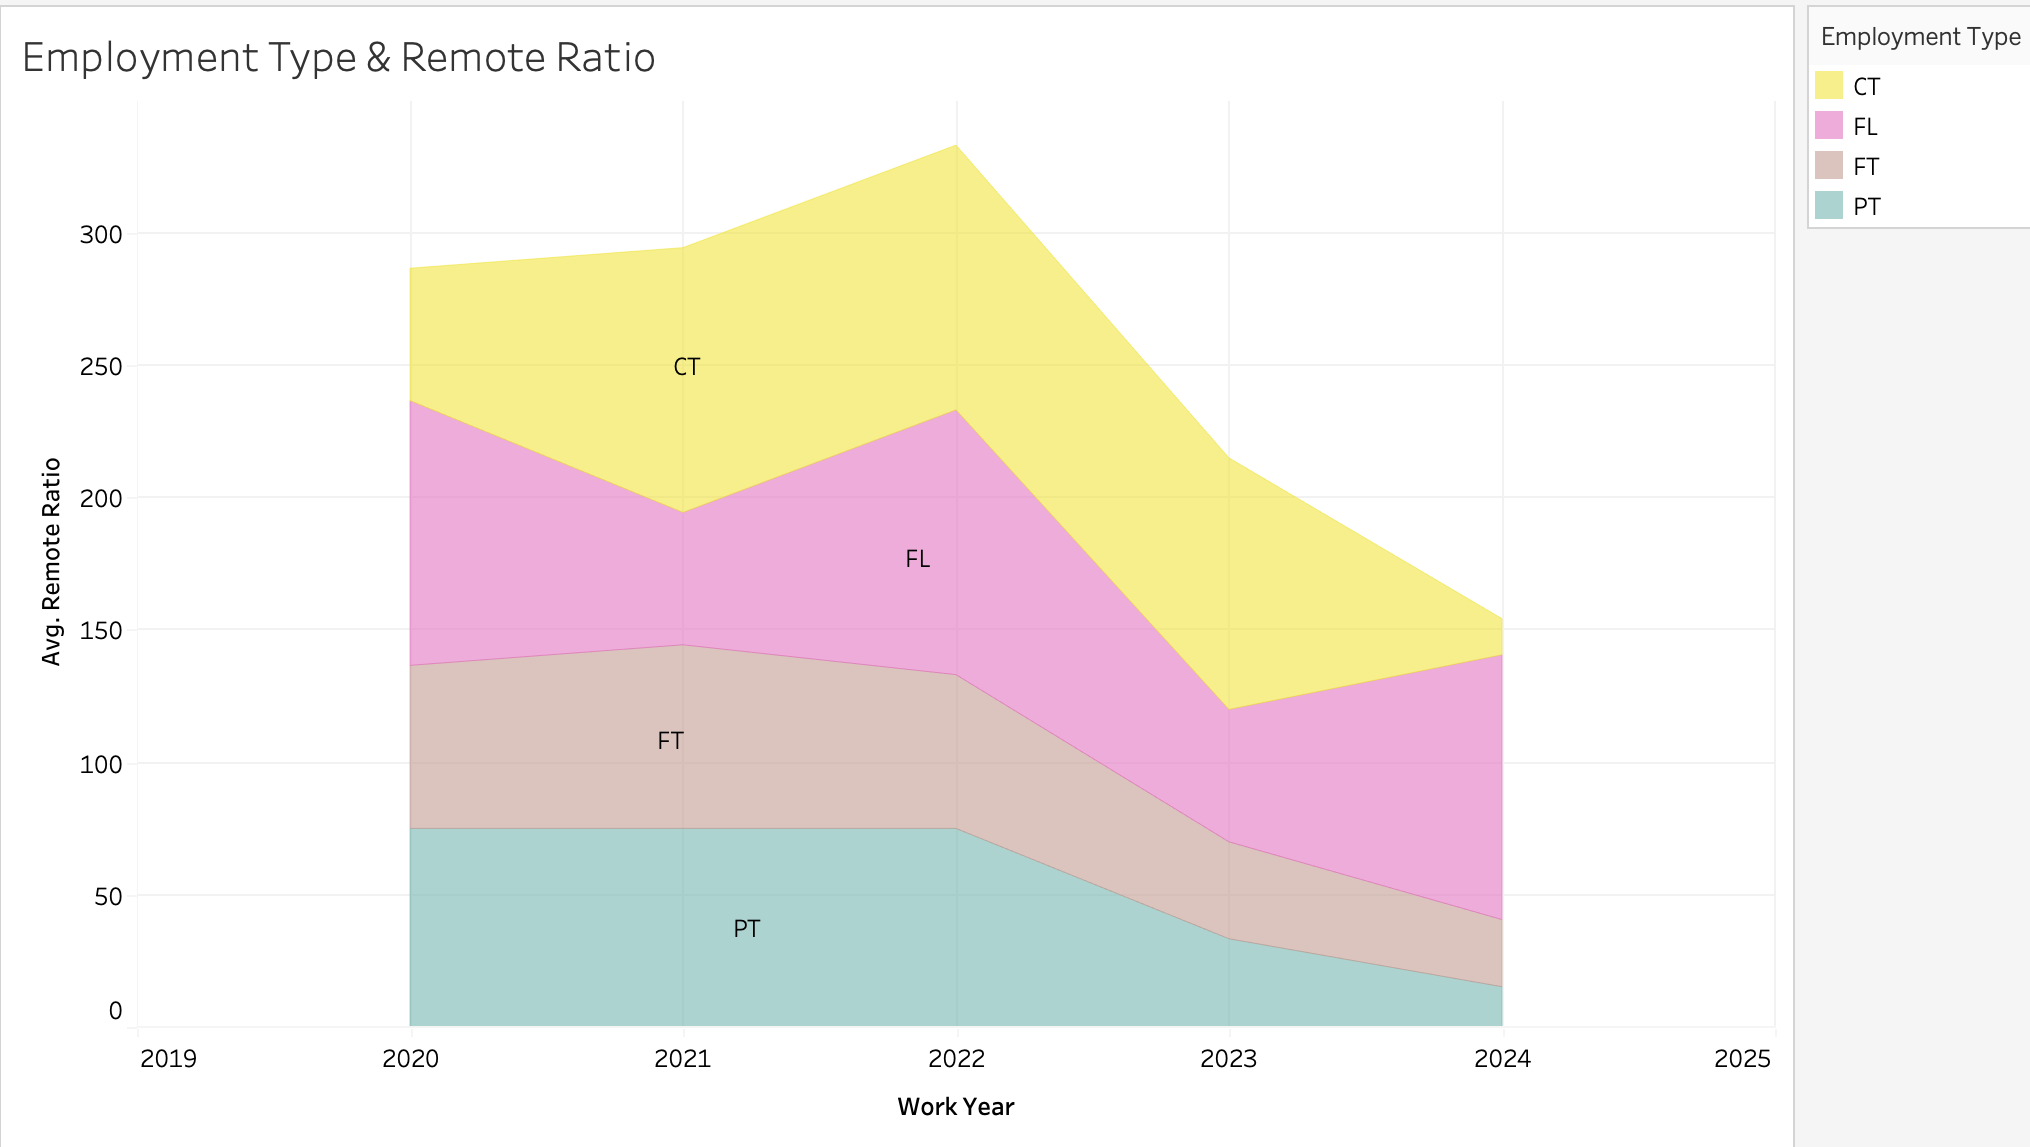 Employment Type & Remote Ratio
Employment Type
CT
FL
FT
PT
300
250
200
150
100
50
0
Avg. Remote Ratio
CT
FL
FT
PT
2019 2020 2021 2022 2023 2024 2025
Work Year